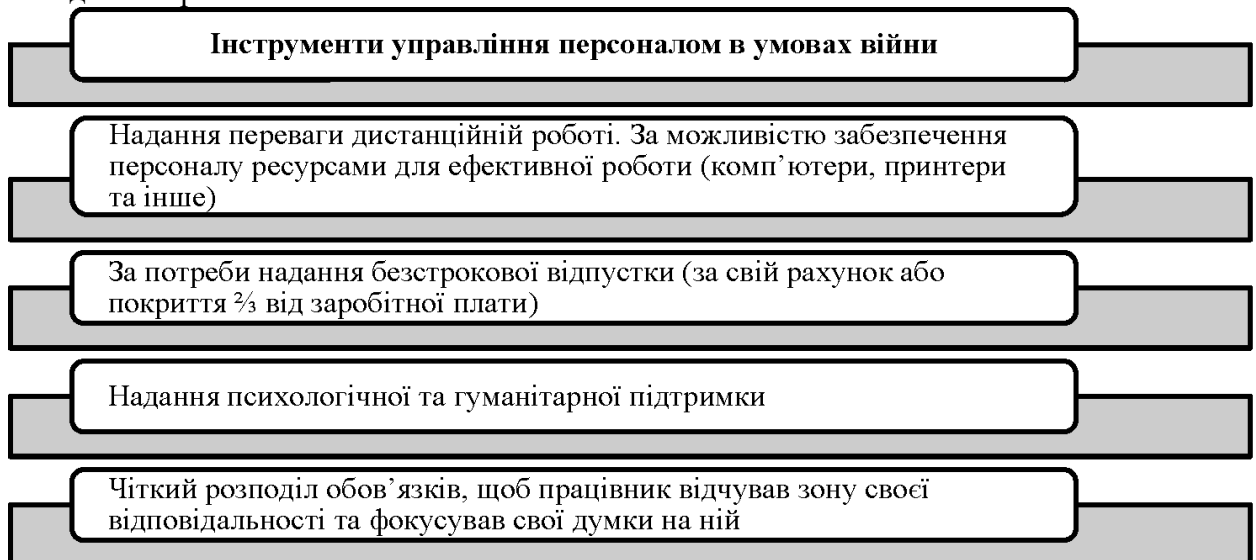 Інструменти управління персоналом в умовах війни
Надання переваги дистанційній роботі. За можливістю забезпечення
персоналу ресурсами для ефективної роботи (комп’ютери, принтери
та інше)
За потреби надання безстрокової відпустки (за свій рахунок або
покриття ⅔ від заробітної плати)
Надання психологічної та гуманітарної підтримки
Чіткий розподіл обов’язків, щоб працівник відчував зону своєї
відповідальності та фокусував свої думки на ній